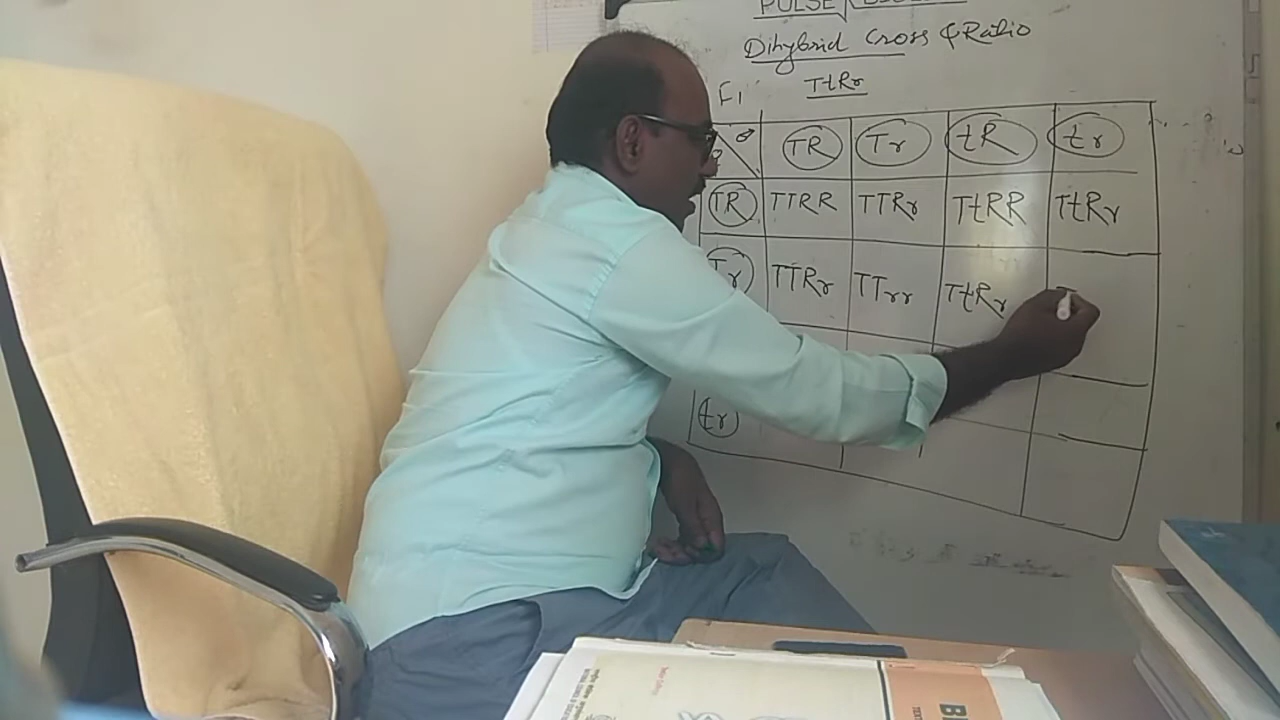 PULSE
Dihybrid Cross & Ratio
F1 TtRr
♀ ♂ TR Tr tR tr
TR TTRR TTRr TtRR TtRr
Tr TTRr TTrr TtRr T
tr